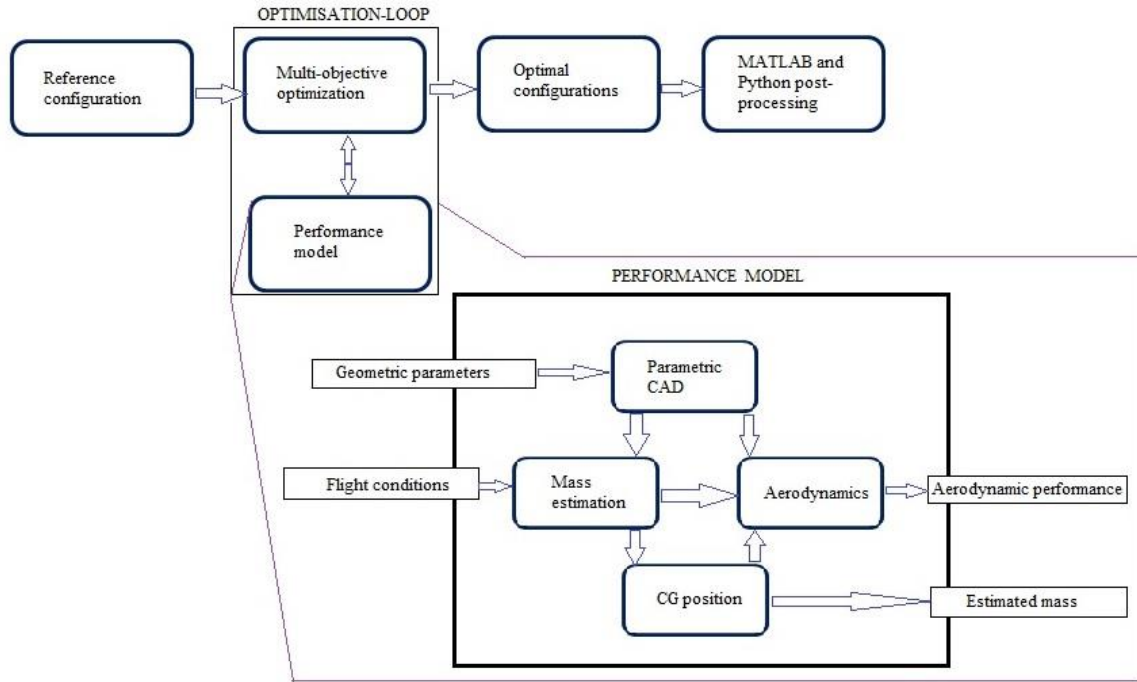 OPTIMISATION-LOOP
Reference
configuration
Multi-objective
optimization
Optimal
configurations
MATLAB and
Python post-
processing
Performance
model
PERFORMANCE MODEL
Geometric parameters
Parametric
CAD
Flight conditions
Mass
estimation
Aerodynamics
Aerodynamic performance
CG position
Estimated mass